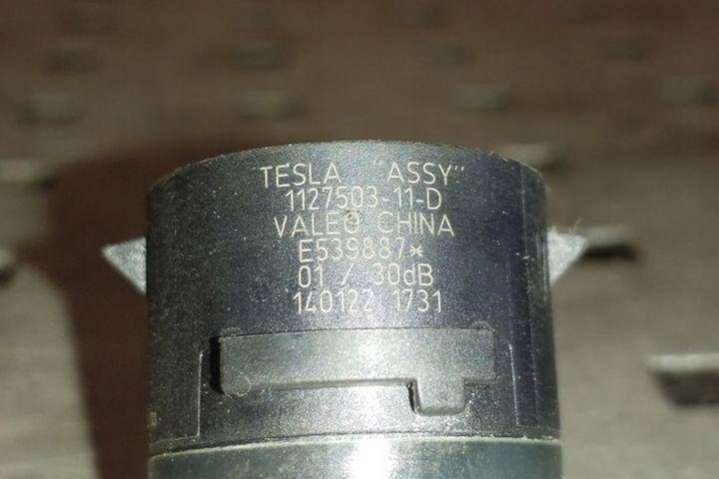 TESLA "ASSY"
1127503-11-D
VALEO CHINA
E539887*
01 / 30dB
140122 1731